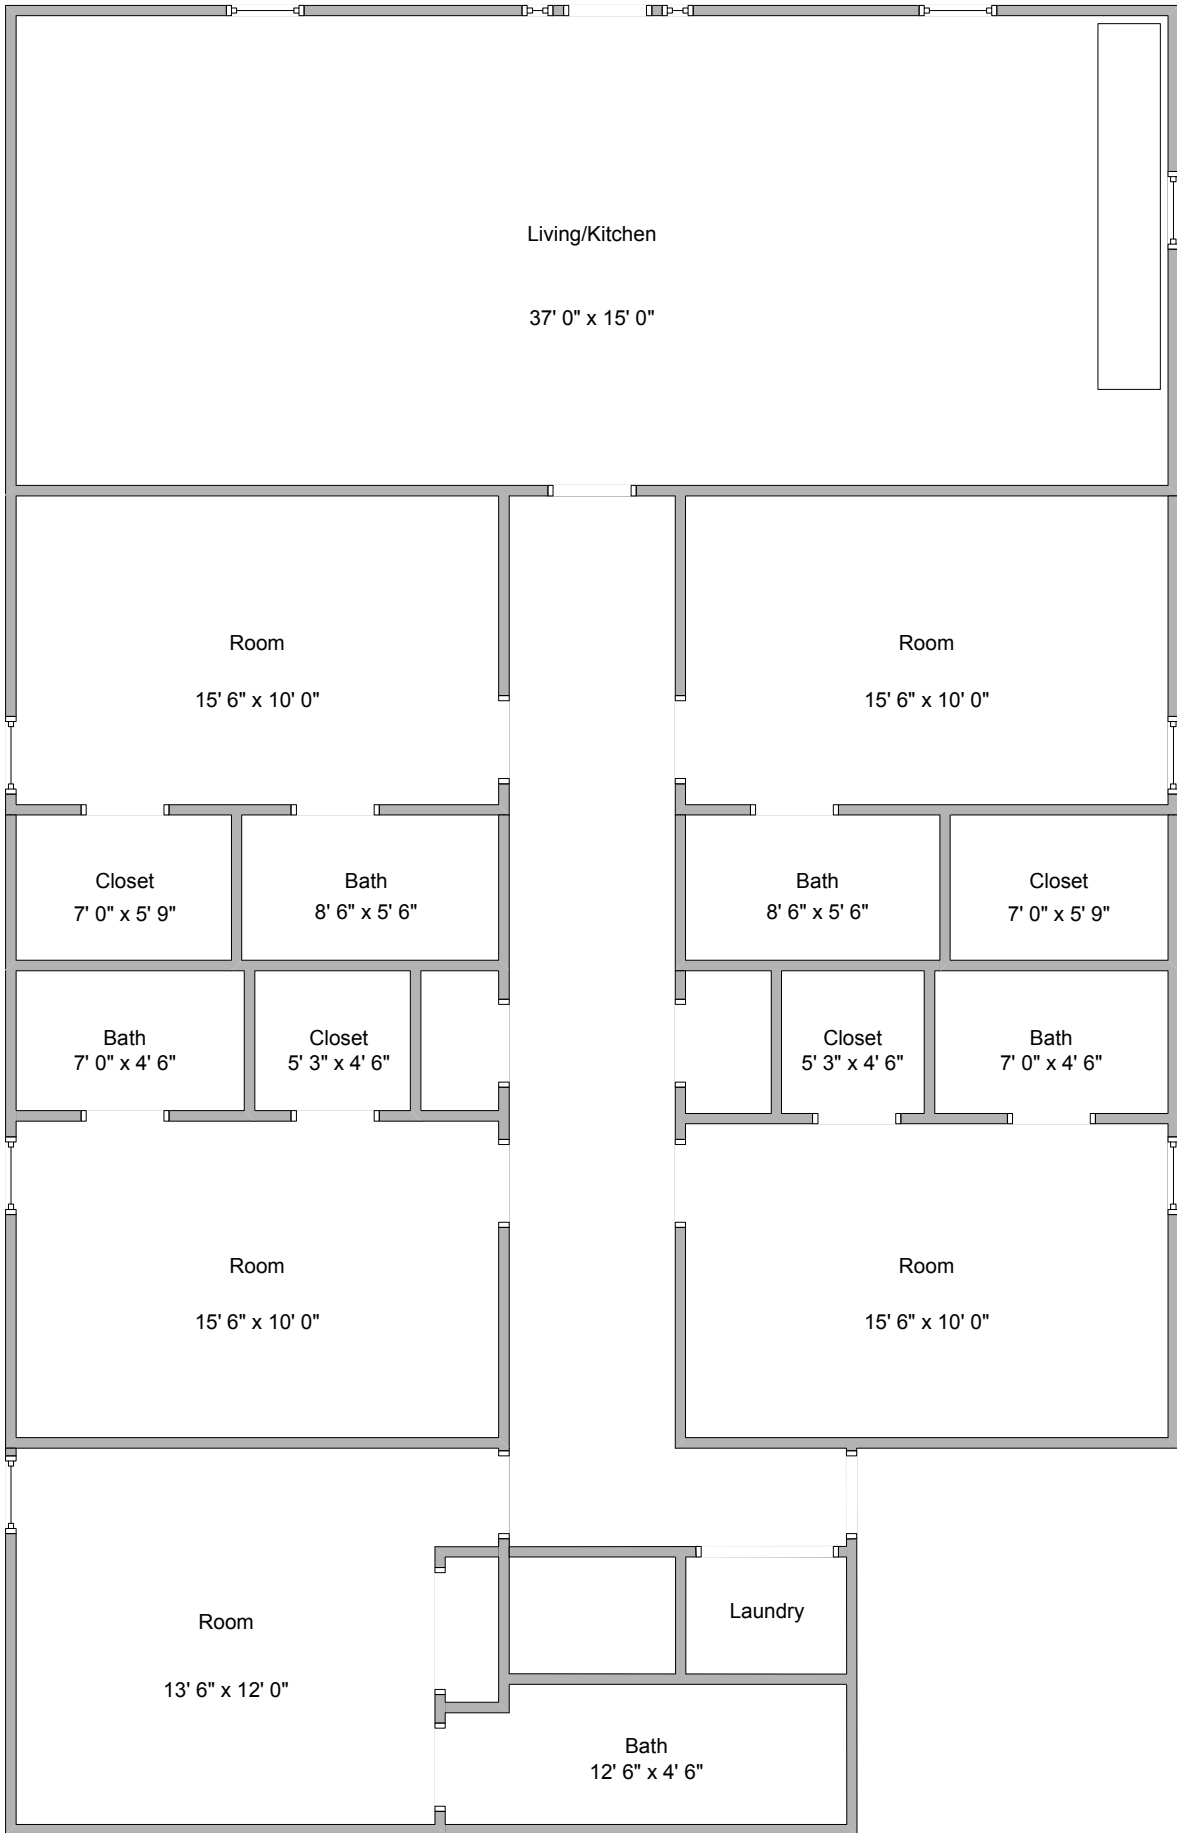 Living/Kitchen
37' 0" x 15' 0"
Room
15' 6" x 10' 0"
Room
15' 6" x 10' 0"
Closet
7' 0" x 5' 9"
Bath
8' 6" x 5' 6"
Bath
8' 6" x 5' 6"
Closet
7' 0" x 5' 9"
Bath
7' 0" x 4' 6"
Closet
5' 3" x 4' 6"
Closet
5' 3" x 4' 6"
Bath
7' 0" x 4' 6"
Room
15' 6" x 10' 0"
Room
15' 6" x 10' 0"
Room
13' 6" x 12' 0"
Laundry
Bath
12' 6" x 4' 6"